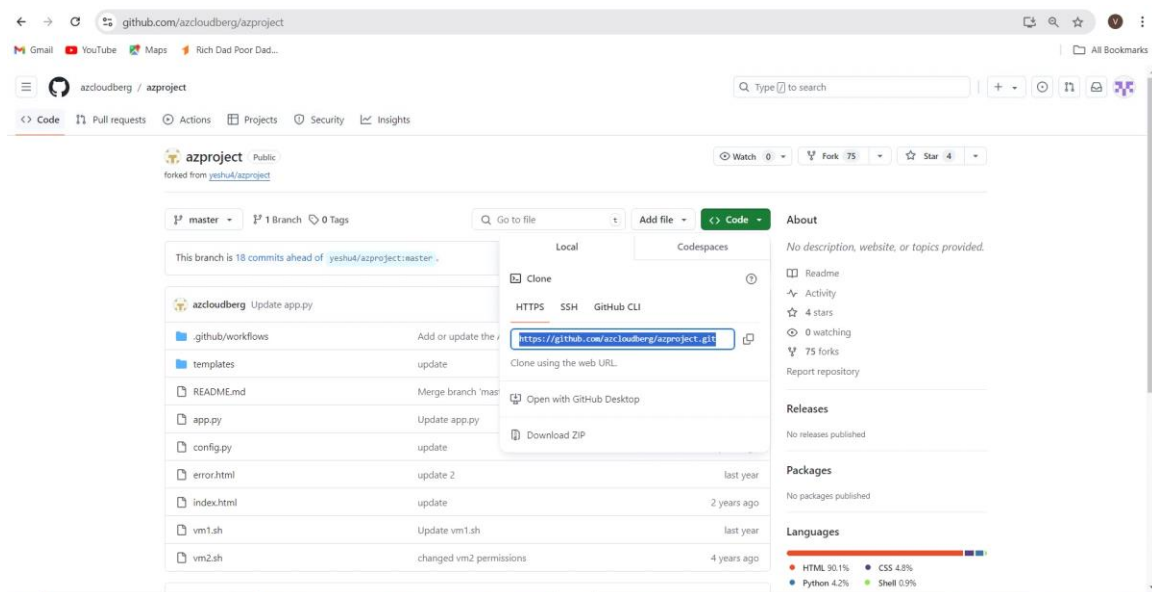 github.com/azcloudberg/azproject
Gmail YouTube Maps Rich Dad Poor Dad... All Bookmarks
azcloudberg / azproject Type / to search
<> Code Pull requests Actions Projects Security Insights
azproject Public Watch 0 Fork 75 Star 4
forked from yeshu4/azproject
master 1 Branch 0 Tags Go to file t Add file <> Code About
Local Codespaces
No description, website, or topics provided.
This branch is 18 commits ahead of yeshu4/azproject:master .
Clone
Readme
Activity
HTTPS SSH GitHub CLI
azcloudberg Update app.py
4 stars
0 watching
.github/workflows Add or update the
https://github.com/azcloudberg/azproject.git
75 forks
templates update
Clone using the web URL.
Report repository
README.md Merge branch 'mas
Open with GitHub Desktop
Releases
app.py Update app.py
Download ZIP
No releases published
config.py update
Packages
error.html update 2 last year
No packages published
index.html update 2 years ago
vm1.sh Update vm1.sh last year
Languages
vm2.sh changed vm2 permissions 4 years ago
HTML 90.1% CSS 4.8%
Python 4.2% Shell 0.9%
V